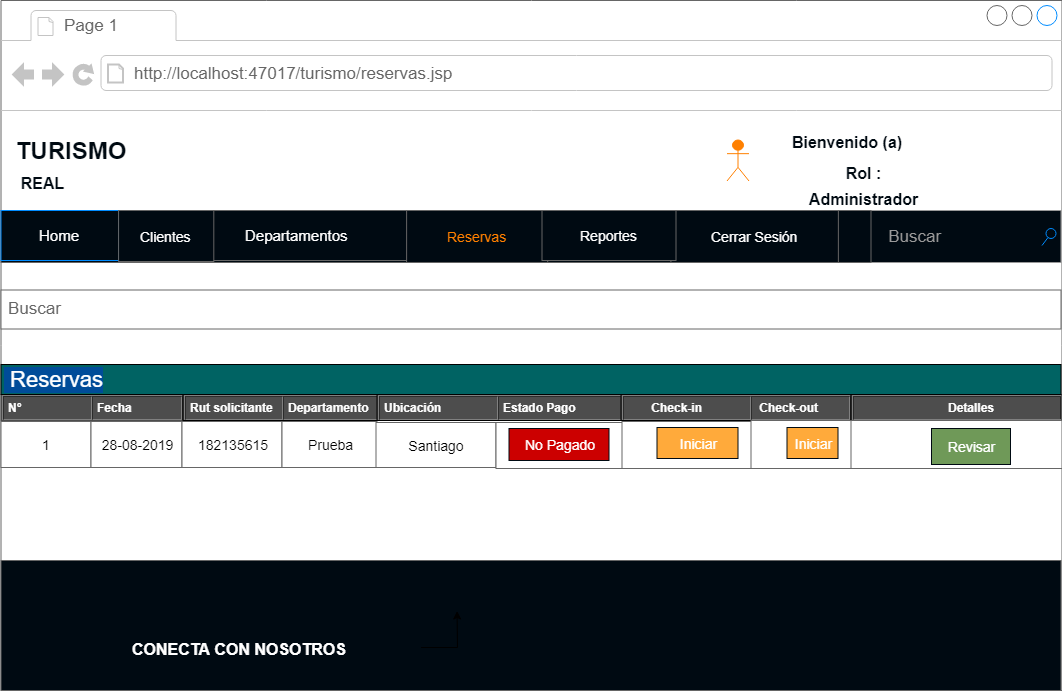 Page 1
http://localhost:47017/turismo/reservas.jsp
TURISMO
REAL
Bienvenido (a)
Rol :
Administrador
Home Clientes Departamentos Reservas Reportes Cerrar Sesión Buscar
Buscar
Reservas
N° Fecha Rut solicitante Departamento Ubicación Estado Pago Check-in Check-out Detalles
1 28-08-2019 182135615 Prueba Santiago No Pagado Iniciar Iniciar Revisar
CONECTA CON NOSOTROS